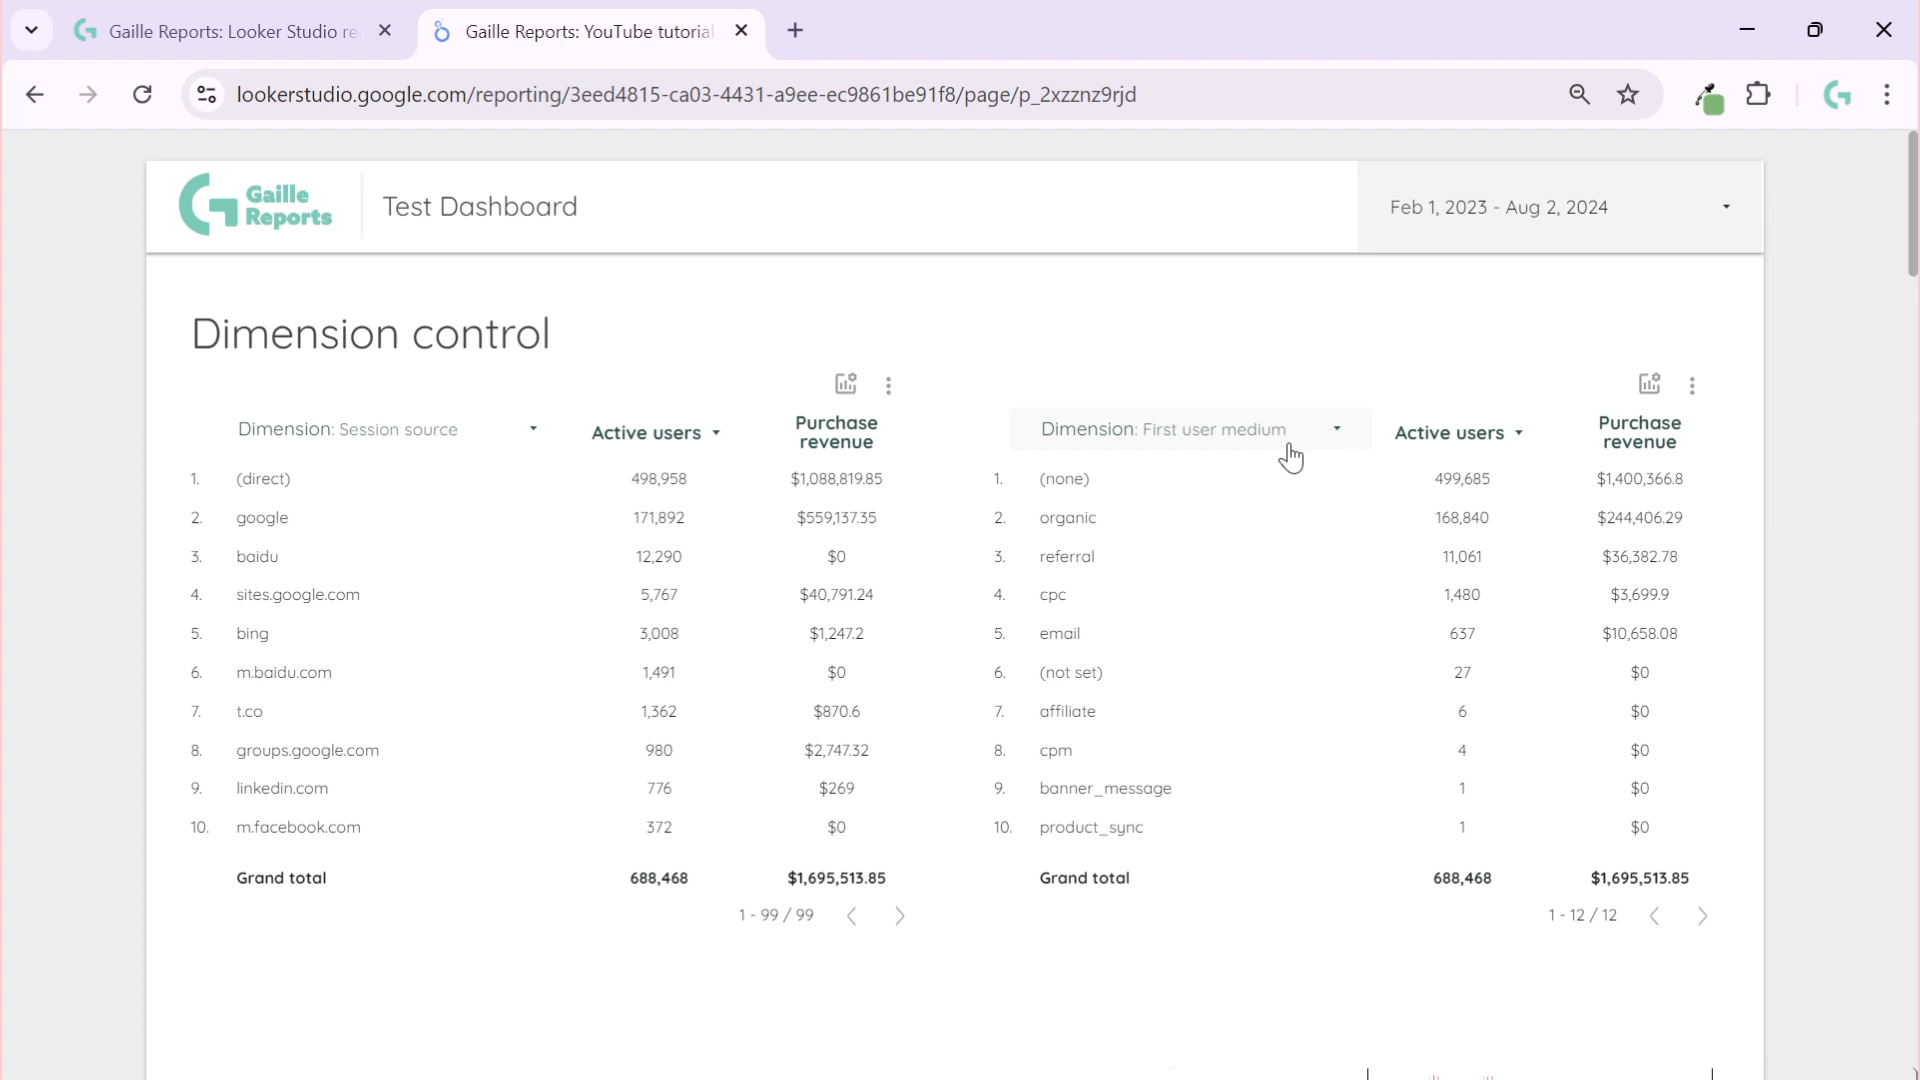 Gaille Reports: Looker Studio re
Gaille Reports: YouTube tutorial
lookerstudio.google.com/reporting/3eed4815-ca03-4431-a9ee-ec9861be91f8/page/p_2xzznz9rjd
Gaille Reports
Test Dashboard
Feb 1, 2023 - Aug 2, 2024
Dimension control
Dimension: Session source Active users Purchase revenue
1. (direct) 498,958 $1,088,819.85
2. google 171,892 $559,137.35
3. baidu 12,290 $0
4. sites.google.com 5,767 $40,791.24
5. bing 3,008 $1,247.2
6. m.baidu.com 1,491 $0
7. t.co 1,362 $870.6
8. groups.google.com 980 $2,747.32
9. linkedin.com 776 $269
10. m.facebook.com 372 $0
Grand total 688,468 $1,695,513.85
1 - 99 / 99
Dimension: First user medium Active users Purchase revenue
1. (none) 499,685 $1,400,366.8
2. organic 168,840 $244,406.29
3. referral 11,061 $36,382.78
4. cpc 1,480 $3,699.9
5. email 637 $10,658.08
6. (not set) 27 $0
7. affiliate 6 $0
8. cpm 4 $0
9. banner_message 1 $0
10. product_sync 1 $0
Grand total 688,468 $1,695,513.85
1 - 12 / 12